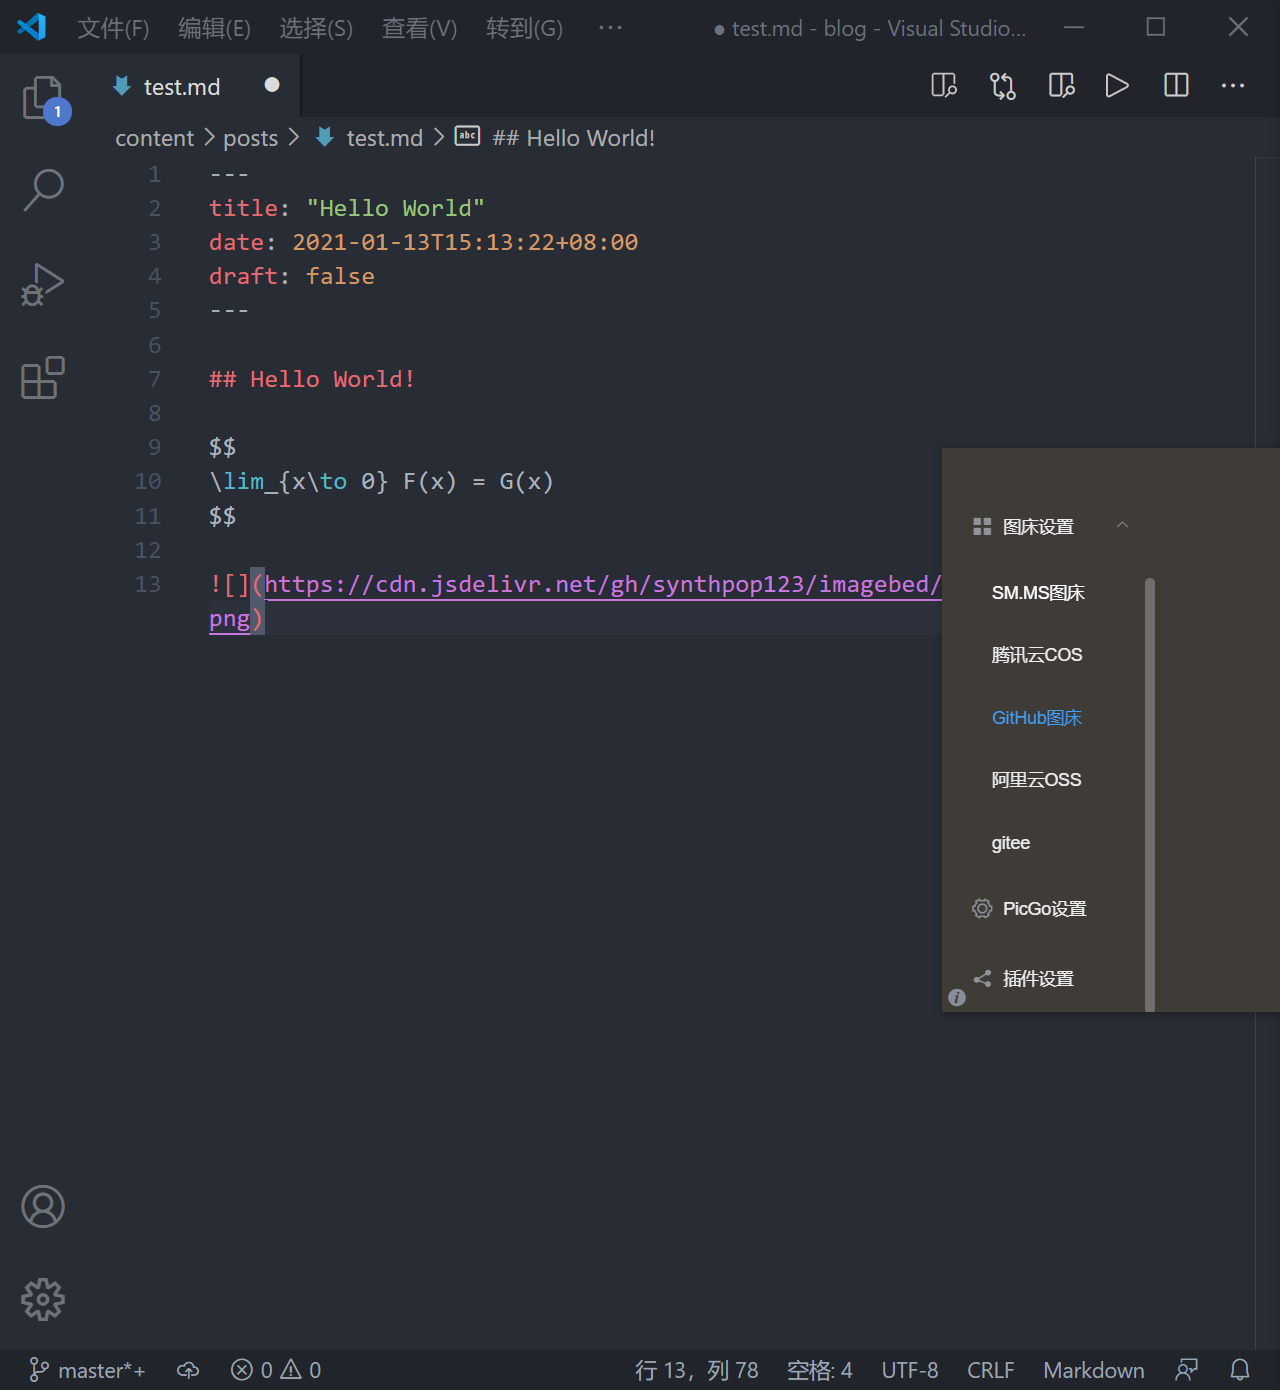 文件(F) 编辑(E) 选择(S) 查看(V) 转到(G) ··· ● test.md - blog - Visual Studio...
1
test.md
content > posts > test.md > abc ## Hello World!
1 ---
2 title: "Hello World"
3 date: 2021-01-13T15:13:22+08:00
4 draft: false
5 ---
6
7 ## Hello World!
8
9 $$
10 \lim_{x\to 0} F(x) = G(x)
11 $$
12
13 ![](https://cdn.jsdelivr.net/gh/synthpop123/imagebed/
png)
图床设置
SM.MS图床
腾讯云COS
GitHub图床
阿里云OSS
gitee
PicGo设置
插件设置
master*+ 0 0 行 13，列 78 空格: 4 UTF-8 CRLF Markdown